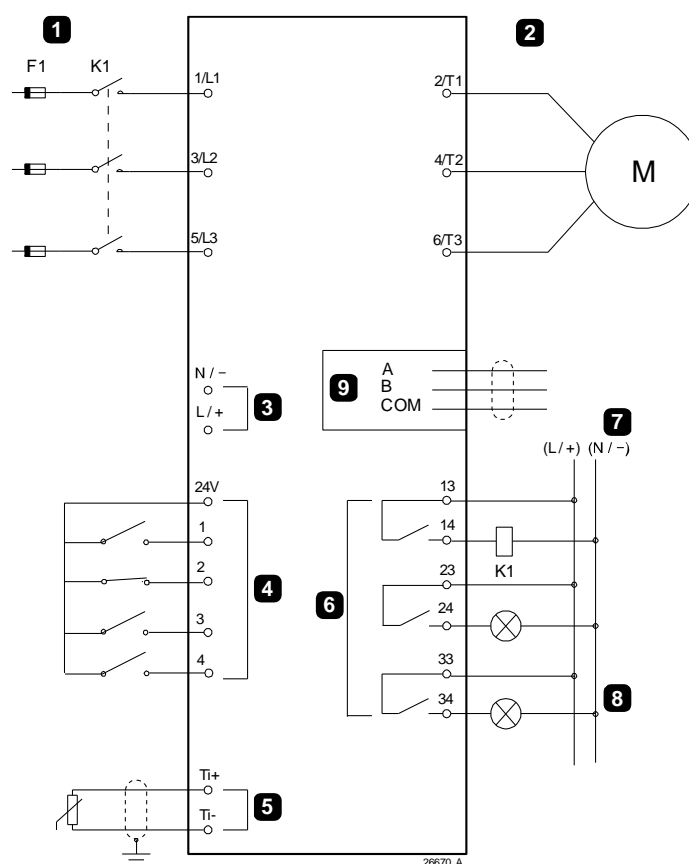 1
2
F1 K1
1/L1
2/T1
3/L2
4/T2
M
5/L3
6/T3
N / −
L / +
3
9
A
B
COM
7
(L / +) (N / −)
24V
1
2
3
4
4
13
14
K1
23
24
33
34
6
8
Ti+
Ti-
5
26670_A